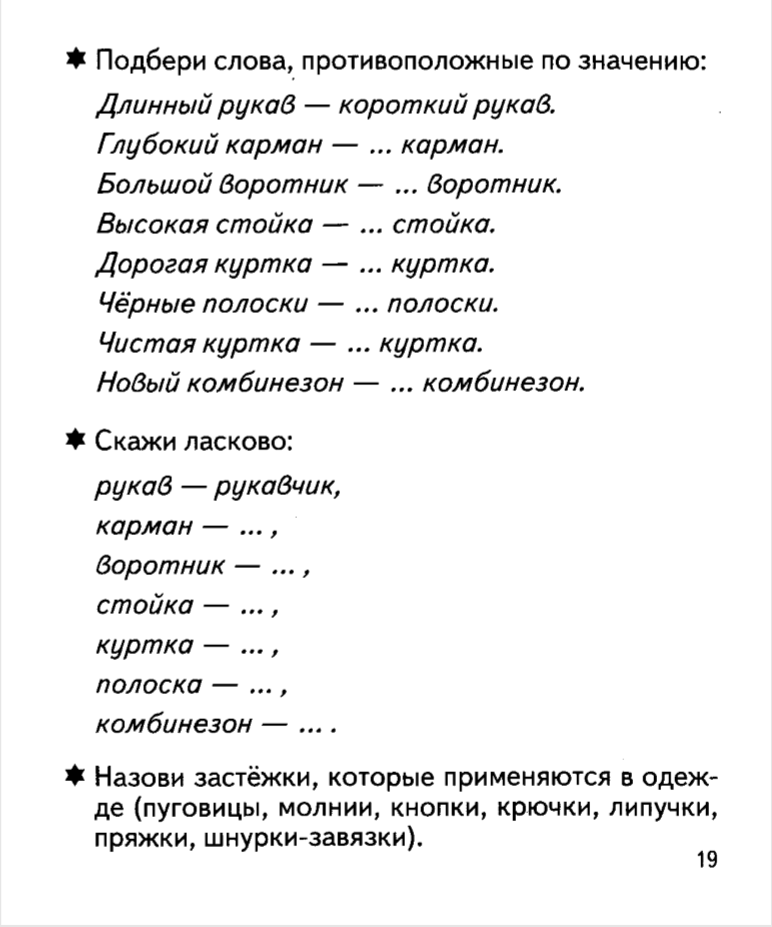 ✶ Подбери слова, противоположные по значению:
Длинный рукав — короткий рукав.
Глубокий карман — ... карман.
Большой воротник — ... воротник.
Высокая стойка — ... стойка.
Дорогая куртка — ... куртка.
Чёрные полоски — ... полоски.
Чистая куртка — ... куртка.
Новый комбинезон — ... комбинезон.
✶ Скажи ласково:
рукав — рукавчик,
карман — ... ,
воротник — ... ,
стойка — ... ,
куртка — ... ,
полоска — ... ,
комбинезон — ... .
✶ Назови застёжки, которые применяются в одеж-
де (пуговицы, молнии, кнопки, крючки, липучки,
пряжки, шнурки-завязки).
19